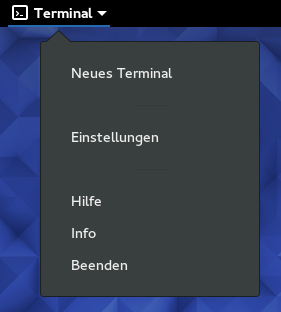 Terminal
Neues Terminal
Einstellungen
Hilfe
Info
Beenden